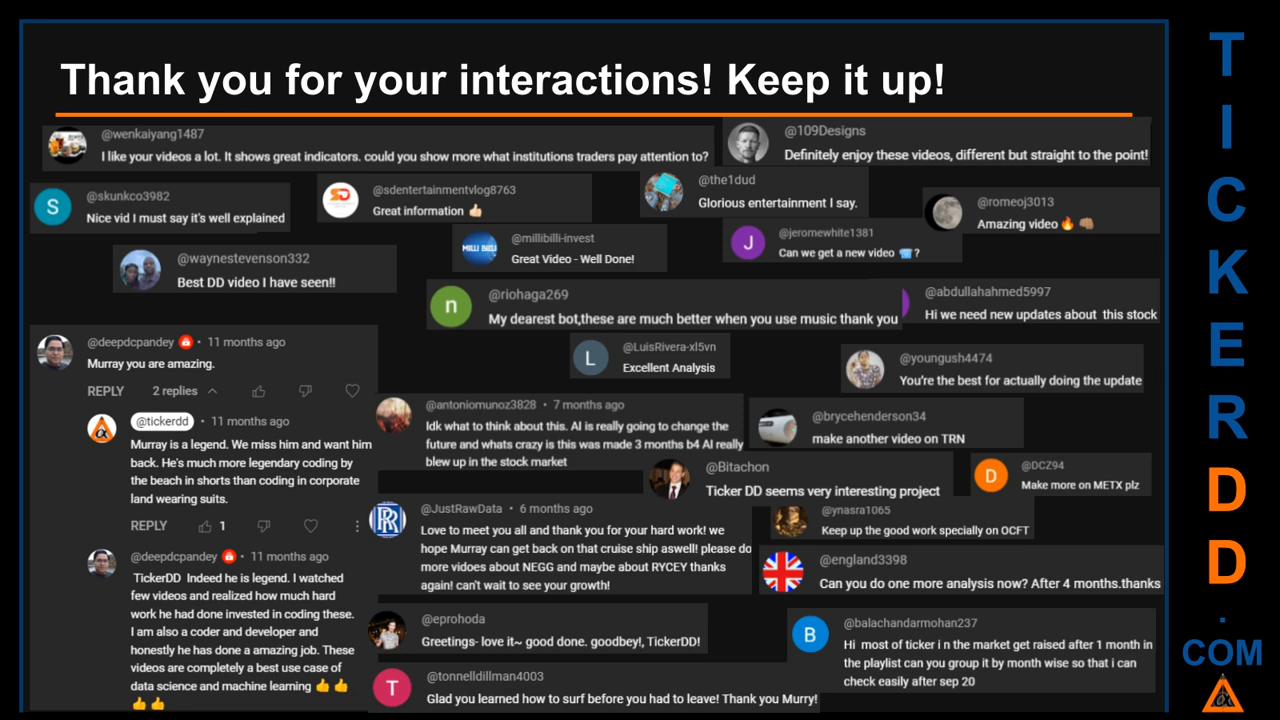 Thank you for your interactions! Keep it up!
@wenkaiyang1487
I like your videos a lot. It shows great indicators. could you show more what institutions traders pay attention to?
@109Designs
Definitely enjoy these videos, different but straight to the point!
S
@skunkco3982
Nice vid I must say it's well explained
SD
@sdentertainmentvlog8763
Great information 👍🏻
@the1dud
Glorious entertainment I say.
@romeoj3013
Amazing video 🔥 👊🏽
@waynestevenson332
Best DD video I have seen!!
MILLI BILLI
@millibilli-invest
Great Video - Well Done!
J
@jeromewhite1381
Can we get a new video ?
n
@riohaga269
My dearest bot,these are much better when you use music thank you
@abdullahahmed5997
Hi we need new updates about this stock
@deepdcpandey • 11 months ago
Murray you are amazing.
REPLY 2 replies
@tickerdd • 11 months ago
Murray is a legend. We miss him and want him
back. He's much more legendary coding by
the beach in shorts than coding in corporate
land wearing suits.
REPLY 1
@deepdcpandey • 11 months ago
TickerDD Indeed he is legend. I watched
few videos and realized how much hard
work he had done invested in coding these.
I am also a coder and developer and
honestly he has done a amazing job. These
videos are completely a best use case of
data science and machine learning 👍 👍
👍 👍
L
@LuisRivera-xl5vn
Excellent Analysis
@youngush4474
You're the best for actually doing the update
@antoniomunoz3828 • 7 months ago
Idk what to think about this. AI is really going to change the
future and whats crazy is this was made 3 months b4 AI really
blew up in the stock market
@brycehenderson34
make another video on TRN
@Bitachon
Ticker DD seems very interesting project
D
@DCZ94
Make more on METX plz
@JustRawData • 6 months ago
Love to meet you all and thank you for your hard work! we
hope Murray can get back on that cruise ship aswell! please do
more vidoes about NEGG and maybe about RYCEY thanks
again! can't wait to see your growth!
@ynasra1065
Keep up the good work specially on OCFT
@england3398
Can you do one more analysis now? After 4 months.thanks
@eprohoda
Greetings- love it~ good done. goodbey!, TickerDD!
B
@balachandarmohan237
Hi most of ticker i n the market get raised after 1 month in
the playlist can you group it by month wise so that i can
check easily after sep 20
T
@tonnelldillman4003
Glad you learned how to surf before you had to leave! Thank you Murry!
T
I
C
K
E
R
D
D
.
COM